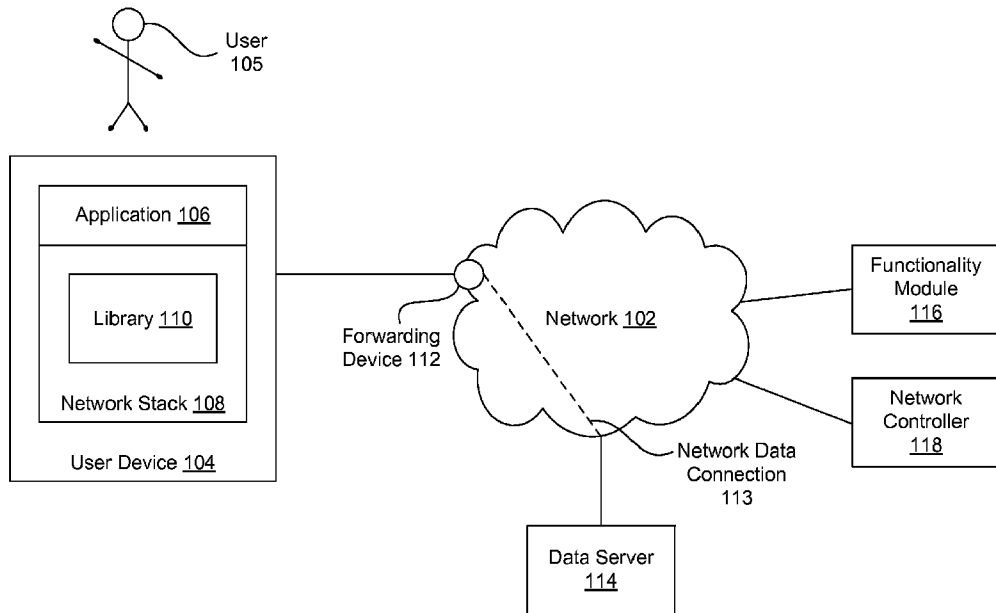 User
105
Application 106
Library 110
Network Stack 108
User Device 104
Forwarding
Device 112
Network 102
Functionality
Module
116
Network
Controller
118
Network Data
Connection
113
Data Server
114